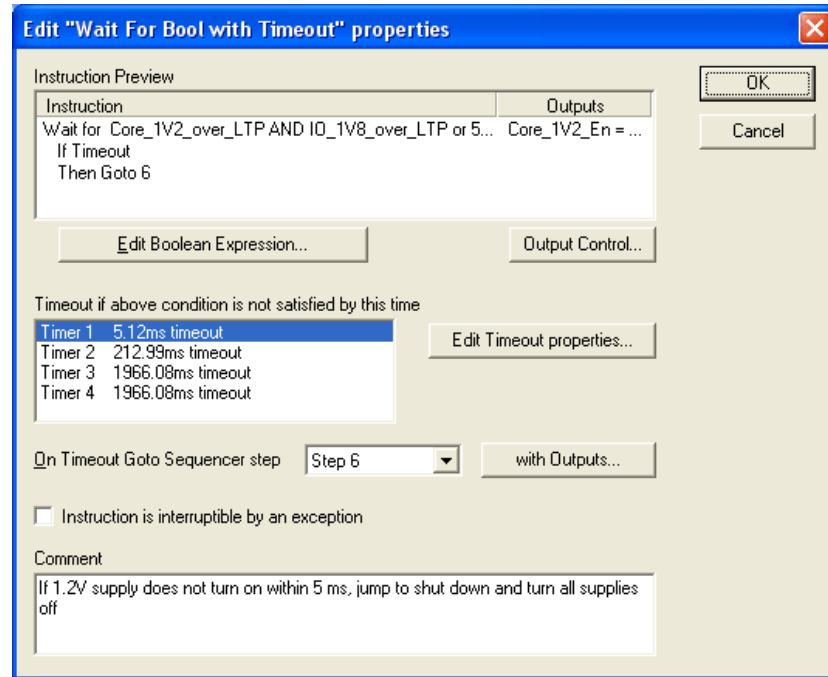 Edit "Wait For Bool with Timeout" properties
Instruction Preview
Instruction Outputs
Wait for Core_1V2_over_LTP AND IO_1V8_over_LTP or 5... Core_1V2_En = ...
If Timeout
Then Goto 6
OK
Cancel
Edit Boolean Expression...
Output Control...
Timeout if above condition is not satisfied by this time
Timer 1 5.12ms timeout
Timer 2 212.99ms timeout
Timer 3 1966.08ms timeout
Timer 4 1966.08ms timeout
Edit Timeout properties...
On Timeout Goto Sequencer step Step 6 with Outputs...
Instruction is interruptible by an exception
Comment
If 1.2V supply does not turn on within 5 ms, jump to shut down and turn all supplies
off